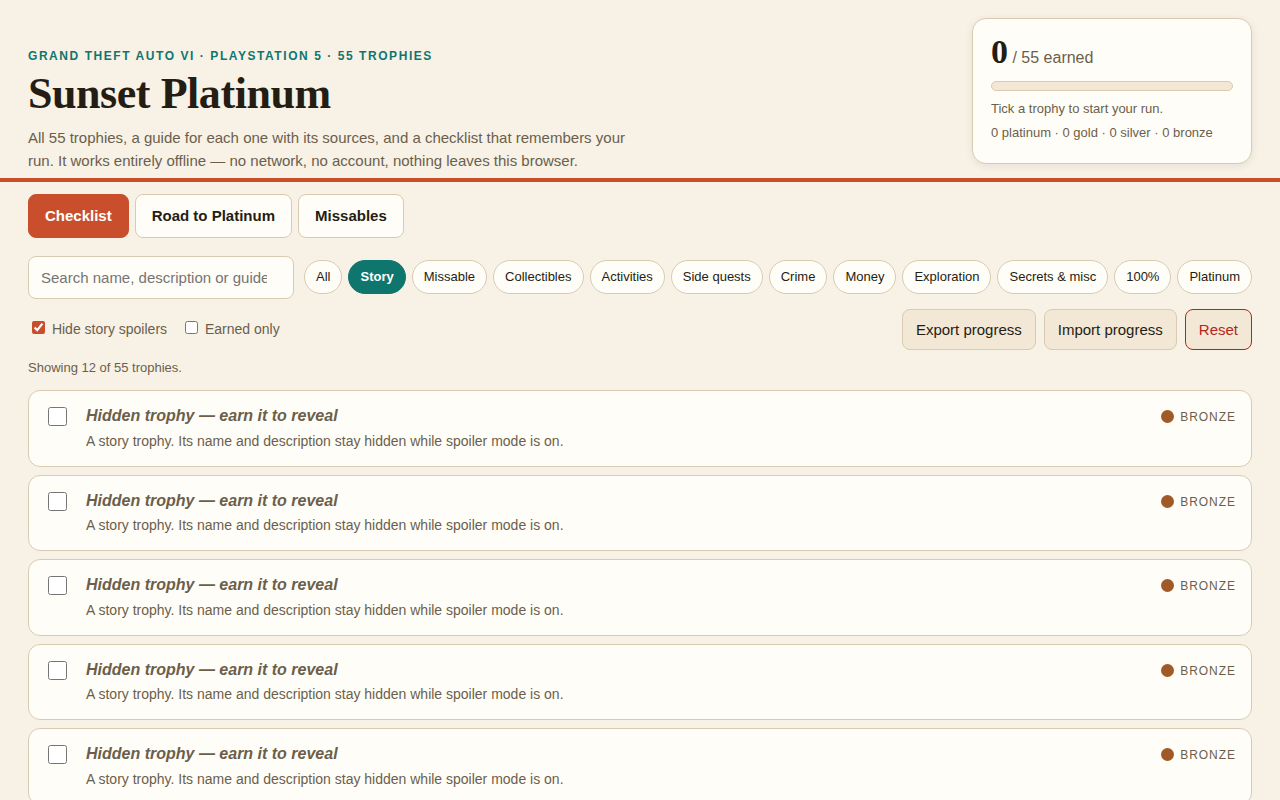 GRAND THEFT AUTO VI · PLAYSTATION 5 · 55 TROPHIES
Sunset Platinum
All 55 trophies, a guide for each one with its sources, and a checklist that remembers your
run. It works entirely offline — no network, no account, nothing leaves this browser.
0 / 55 earned
Tick a trophy to start your run.
0 platinum · 0 gold · 0 silver · 0 bronze
Checklist
Road to Platinum
Missables
Search name, description or guide
All
Story
Missable
Collectibles
Activities
Side quests
Crime
Money
Exploration
Secrets & misc
100%
Platinum
Hide story spoilers
Earned only
Export progress
Import progress
Reset
Showing 12 of 55 trophies.
Hidden trophy — earn it to reveal
BRONZE
A story trophy. Its name and description stay hidden while spoiler mode is on.
Hidden trophy — earn it to reveal
BRONZE
A story trophy. Its name and description stay hidden while spoiler mode is on.
Hidden trophy — earn it to reveal
BRONZE
A story trophy. Its name and description stay hidden while spoiler mode is on.
Hidden trophy — earn it to reveal
BRONZE
A story trophy. Its name and description stay hidden while spoiler mode is on.
Hidden trophy — earn it to reveal
BRONZE
A story trophy. Its name and description stay hidden while spoiler mode is on.